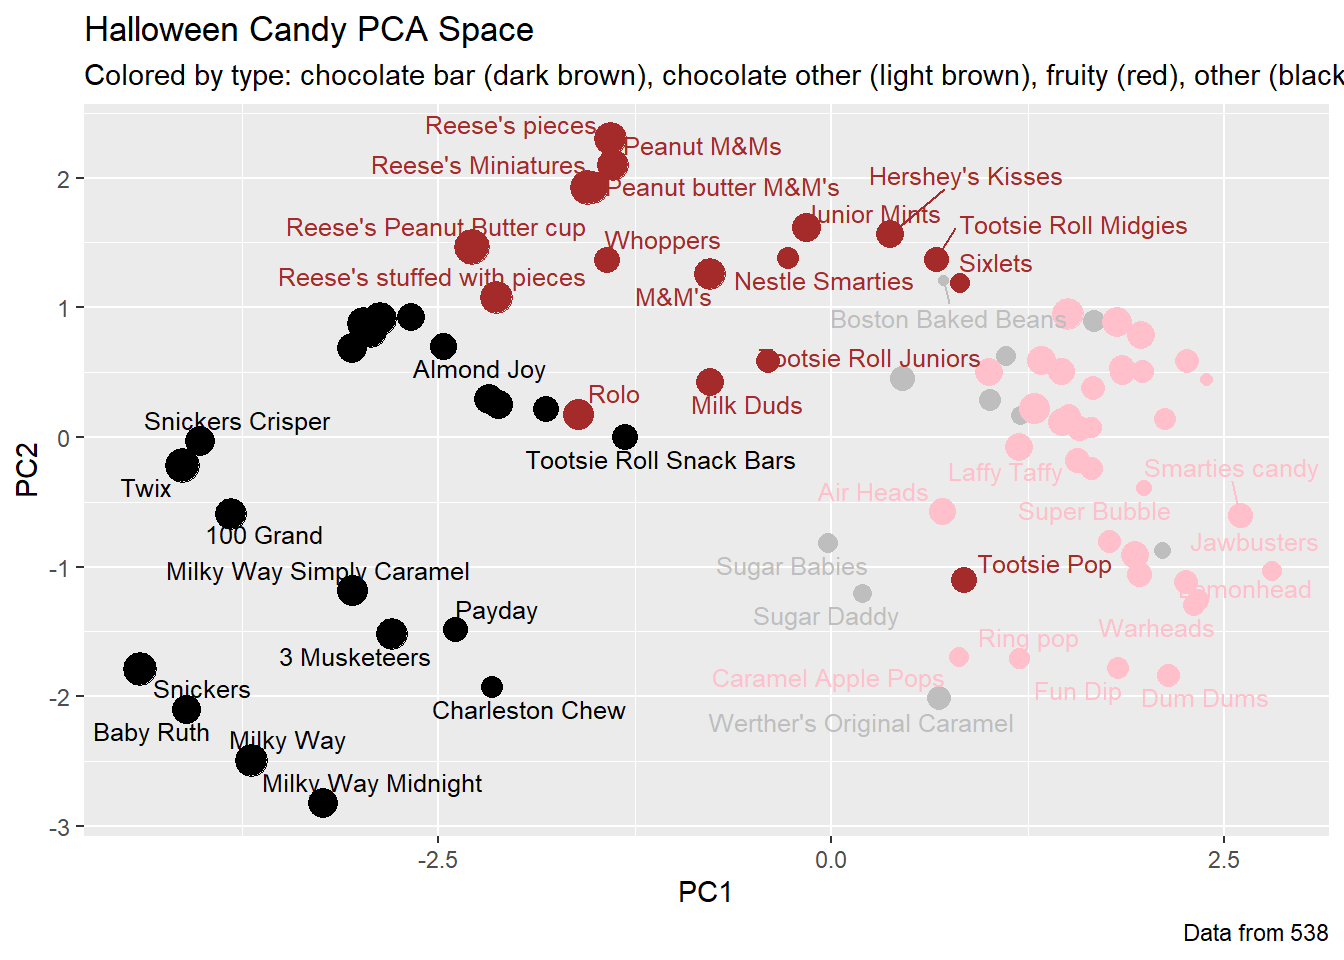 Halloween Candy PCA Space
Colored by type: chocolate bar (dark brown), chocolate other (light brown), fruity (red), other (black
Reese's pieces
Peanut M&Ms
Reese's Miniatures
Peanut butter M&M's
Hershey's Kisses
Junior Mints
Reese's Peanut Butter cup
Tootsie Roll Midgies
Whoppers
Sixlets
Reese's stuffed with pieces
Nestle Smarties
M&M's
Boston Baked Beans
Almond Joy
Tootsie Roll Juniors
Rolo
Milk Duds
Snickers Crisper
Tootsie Roll Snack Bars
Laffy Taffy
Smarties candy
Twix
Air Heads
Super Bubble
100 Grand
Jawbusters
Milky Way Simply Caramel
Sugar Babies
Tootsie Pop
Lemonhead
Payday
Sugar Daddy
Warheads
Ring pop
3 Musketeers
Caramel Apple Pops
Snickers
Fun Dip
Dum Dums
Charleston Chew
Werther's Original Caramel
Baby Ruth
Milky Way
Milky Way Midnight
2
1
0
-1
-2
-3
PC2
-2.5
0.0
2.5
PC1
Data from 538